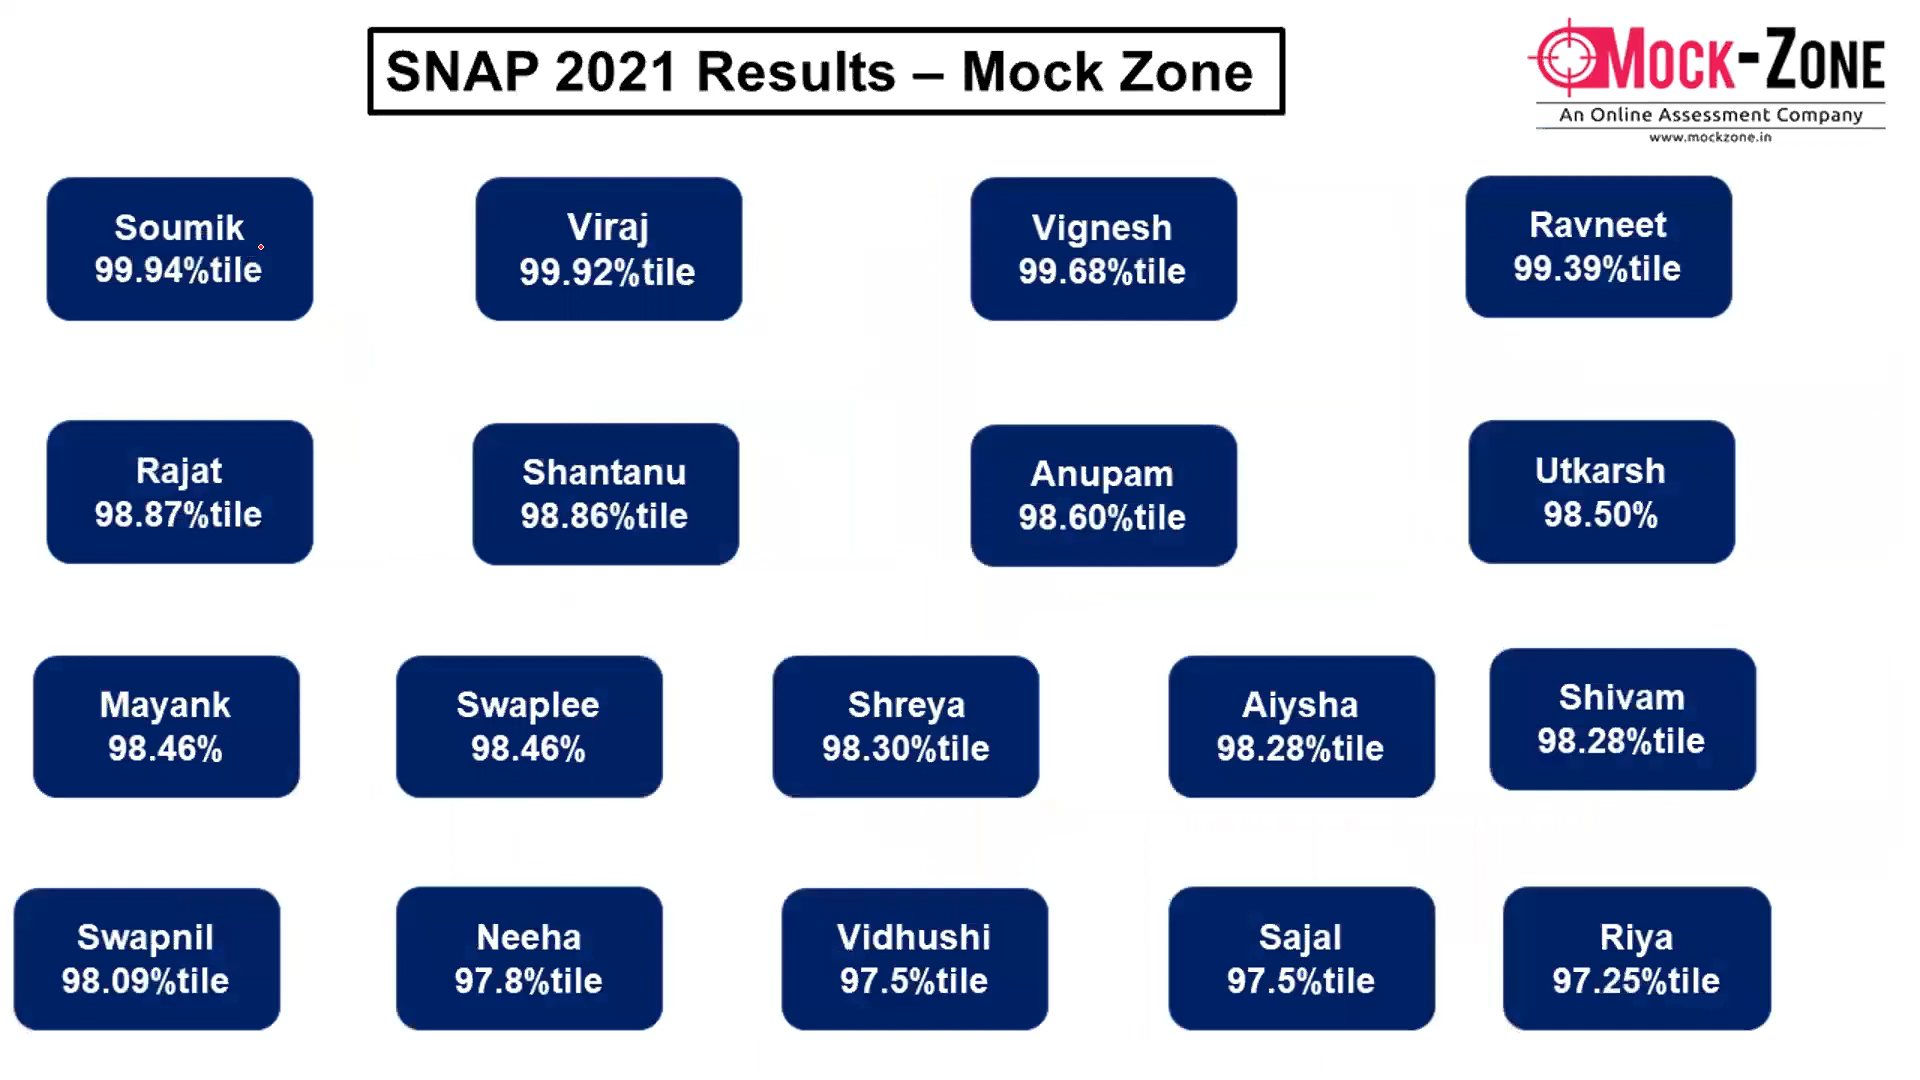 SNAP 2021 Results – Mock Zone
MOCK-ZONE
An Online Assessment Company
www.mockzone.in
Soumik
99.94%tile
Viraj
99.92%tile
Vignesh
99.68%tile
Ravneet
99.39%tile
Rajat
98.87%tile
Shantanu
98.86%tile
Anupam
98.60%tile
Utkarsh
98.50%
Mayank
98.46%
Swaplee
98.46%
Shreya
98.30%tile
Aiysha
98.28%tile
Shivam
98.28%tile
Swapnil
98.09%tile
Neeha
97.8%tile
Vidhushi
97.5%tile
Sajal
97.5%tile
Riya
97.25%tile